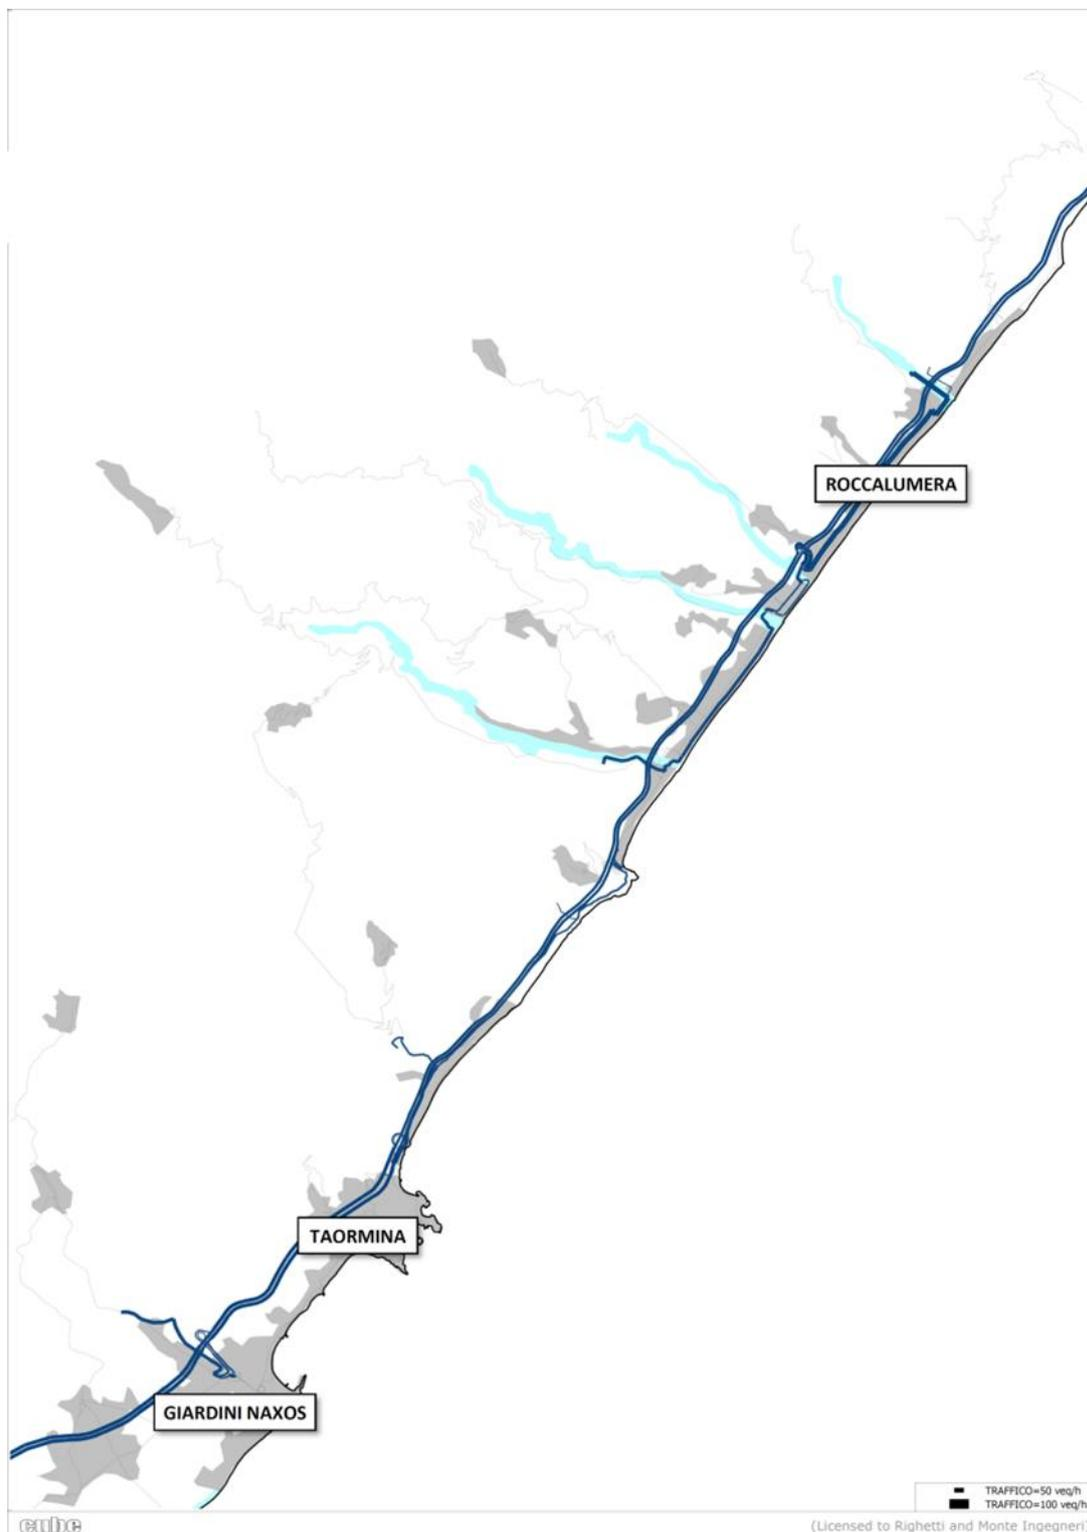 ROCCALUMERA
TAORMINA
GIARDINI NAXOS
TRAFFICO=50 veq/h
TRAFFICO=100 veq/h
cube
(Licensed to Righetti and Monte Ingegneri)